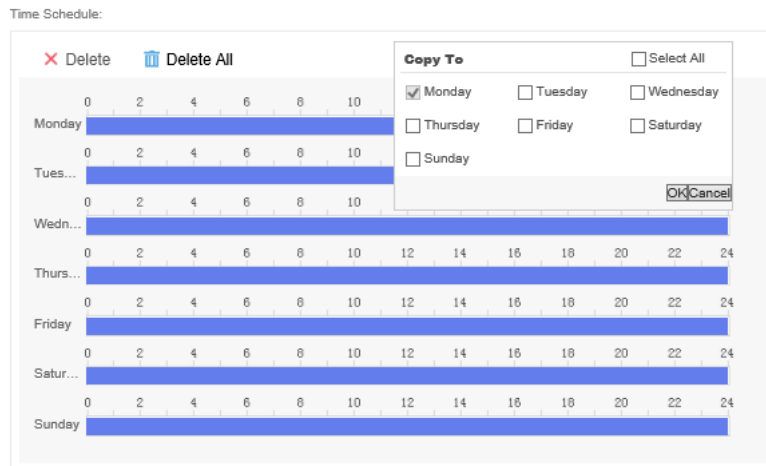 Time Schedule:
Delete Delete All
Copy To Select All
Monday Tuesday Wednesday
Thursday Friday Saturday
Sunday
OK Cancel
0 2 4 6 8 10
Monday
0 2 4 6 8 10
Tues...
0 2 4 6 8 10
Wedn...
0 2 4 6 8 10 12 14 16 18 20 22 24
Thurs...
0 2 4 6 8 10 12 14 16 18 20 22 24
Friday
0 2 4 6 8 10 12 14 16 18 20 22 24
Satur...
0 2 4 6 8 10 12 14 16 18 20 22 24
Sunday